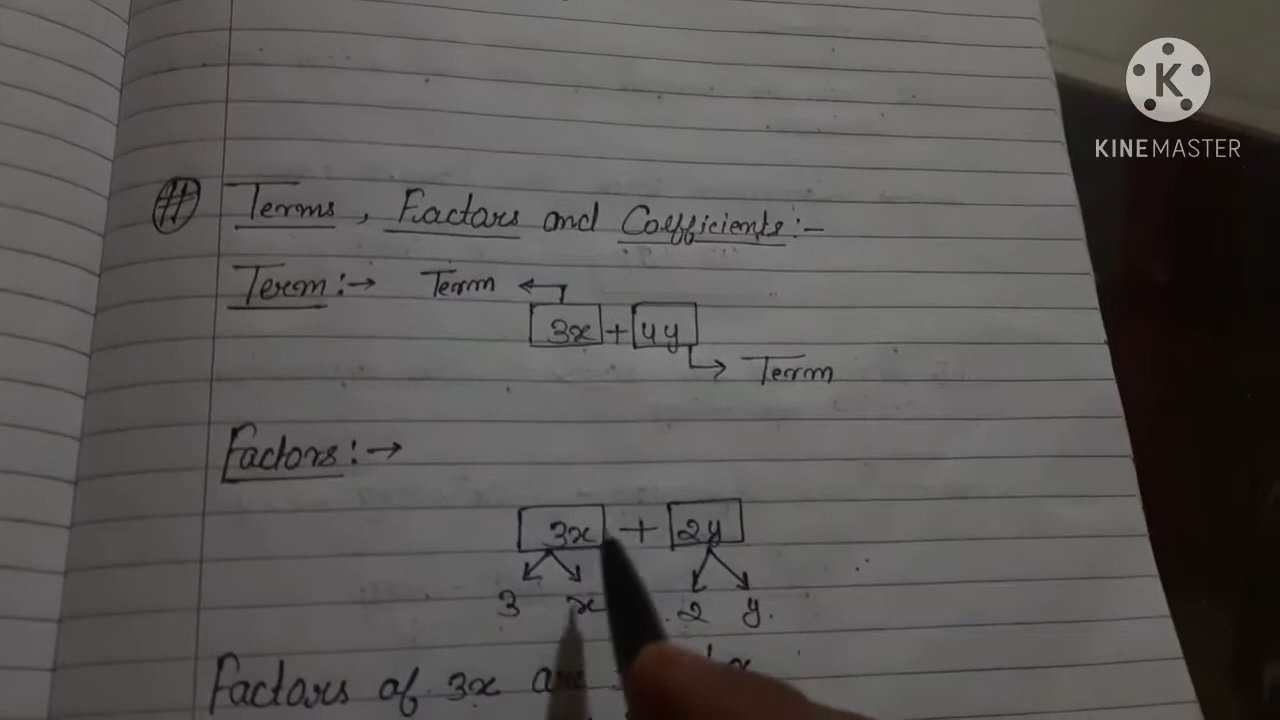 K
KINEMASTER
# Terms, Factors and Coefficients:-
Term:→ Term ←
3x + 4y
→ Term
Factors:→
3x + 2y
3 x 2 y.
Factors of 3x are x